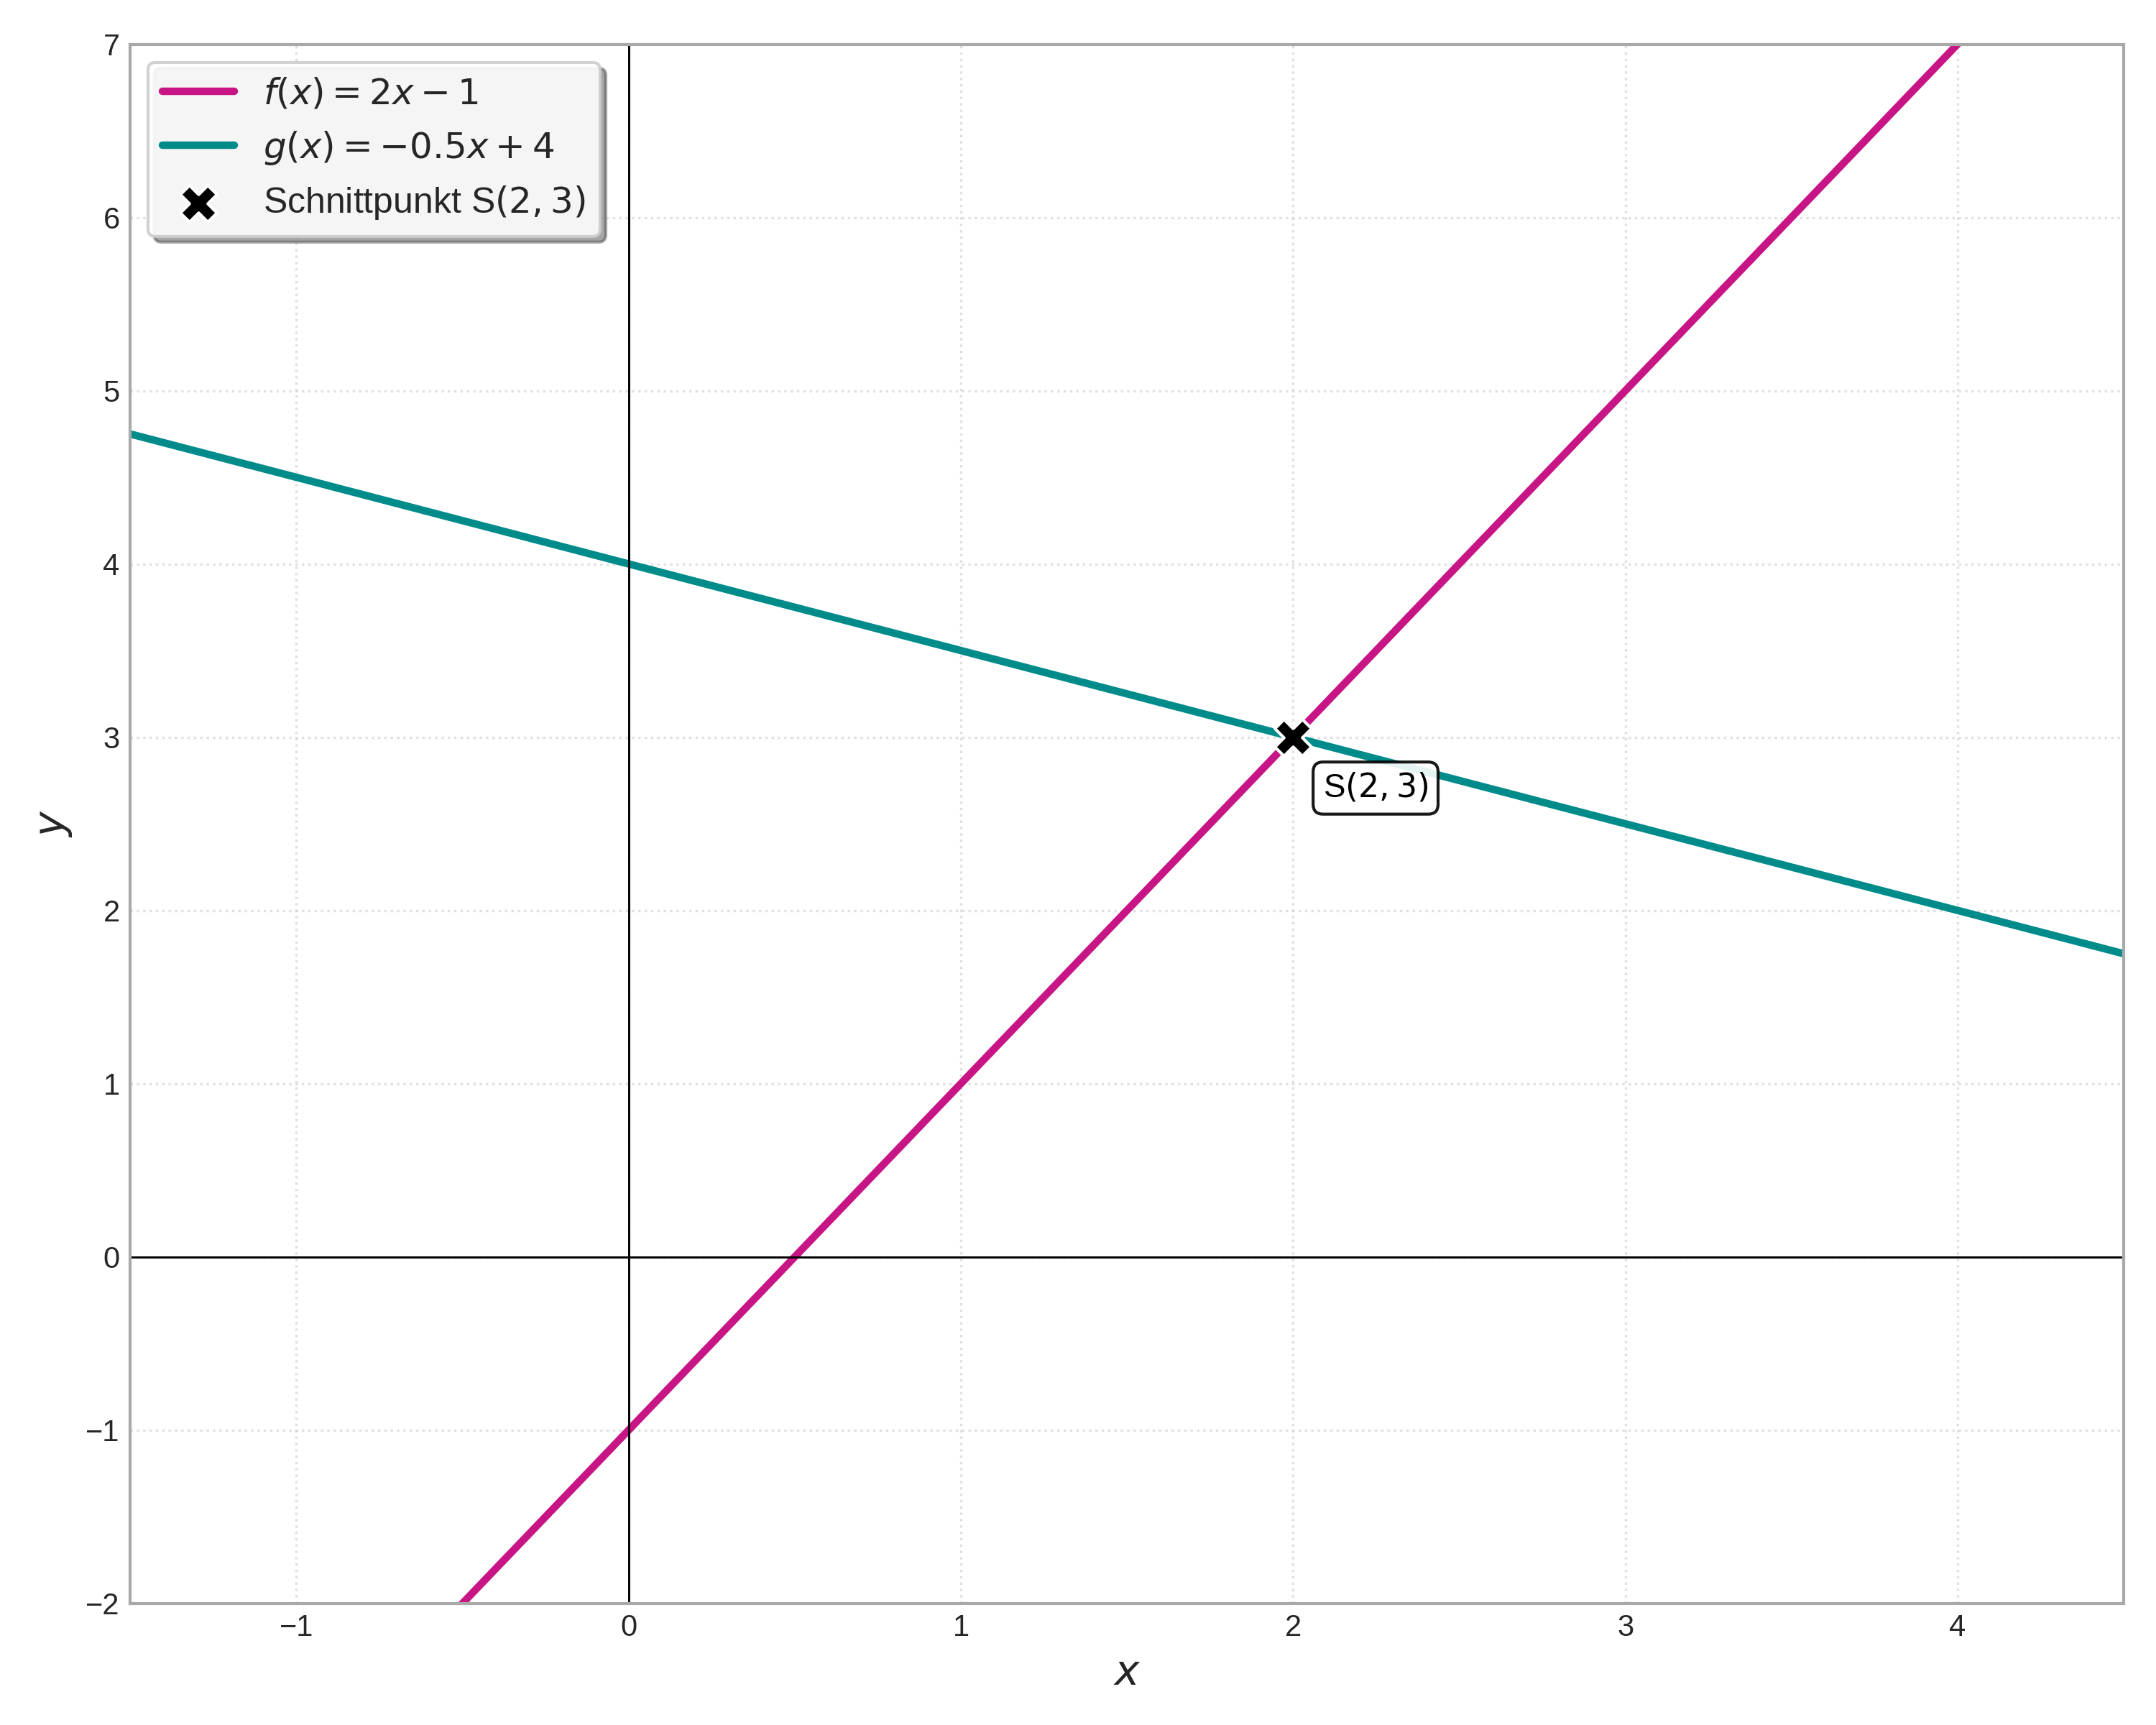 f(x) = 2x − 1
g(x) = −0.5x + 4
Schnittpunkt S(2, 3)
7
6
5
4
3
2
1
0
−1
−2
y
S(2, 3)
−1 0 1 2 3 4
x